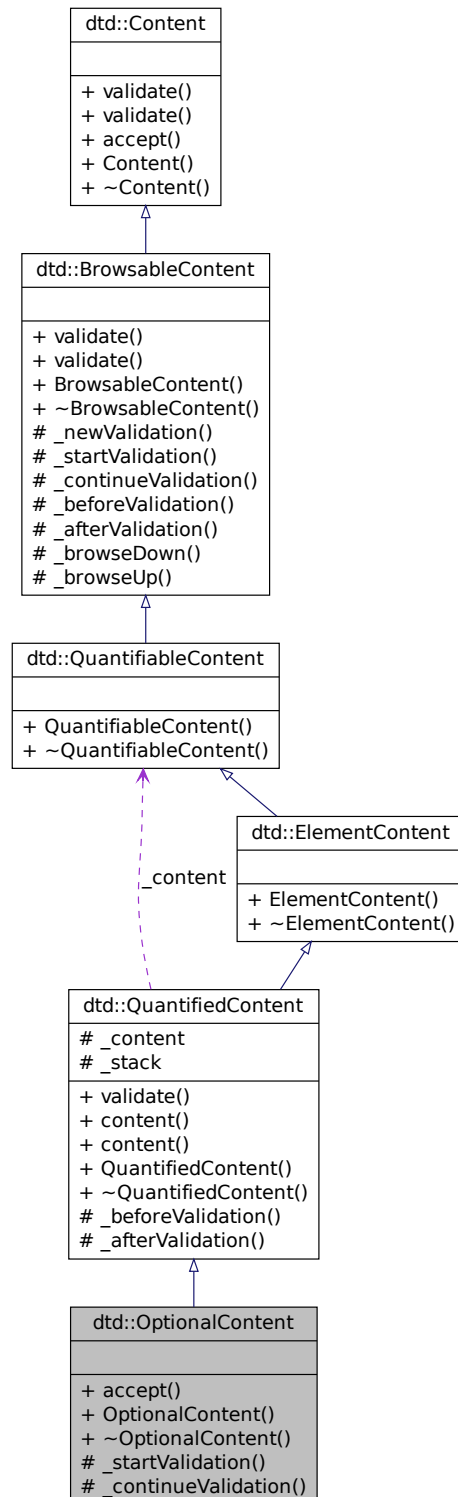 dtd::Content
+ validate()
+ validate()
+ accept()
+ Content()
+ ~Content()
dtd::BrowsableContent
+ validate()
+ validate()
+ BrowsableContent()
+ ~BrowsableContent()
# _newValidation()
# _startValidation()
# _continueValidation()
# _beforeValidation()
# _afterValidation()
# _browseDown()
# _browseUp()
dtd::QuantifiableContent
+ QuantifiableContent()
+ ~QuantifiableContent()
dtd::ElementContent
+ ElementContent()
+ ~ElementContent()
_content
dtd::QuantifiedContent
# _content
# _stack
+ validate()
+ content()
+ content()
+ QuantifiedContent()
+ ~QuantifiedContent()
# _beforeValidation()
# _afterValidation()
dtd::OptionalContent
+ accept()
+ OptionalContent()
+ ~OptionalContent()
# _startValidation()
# _continueValidation()